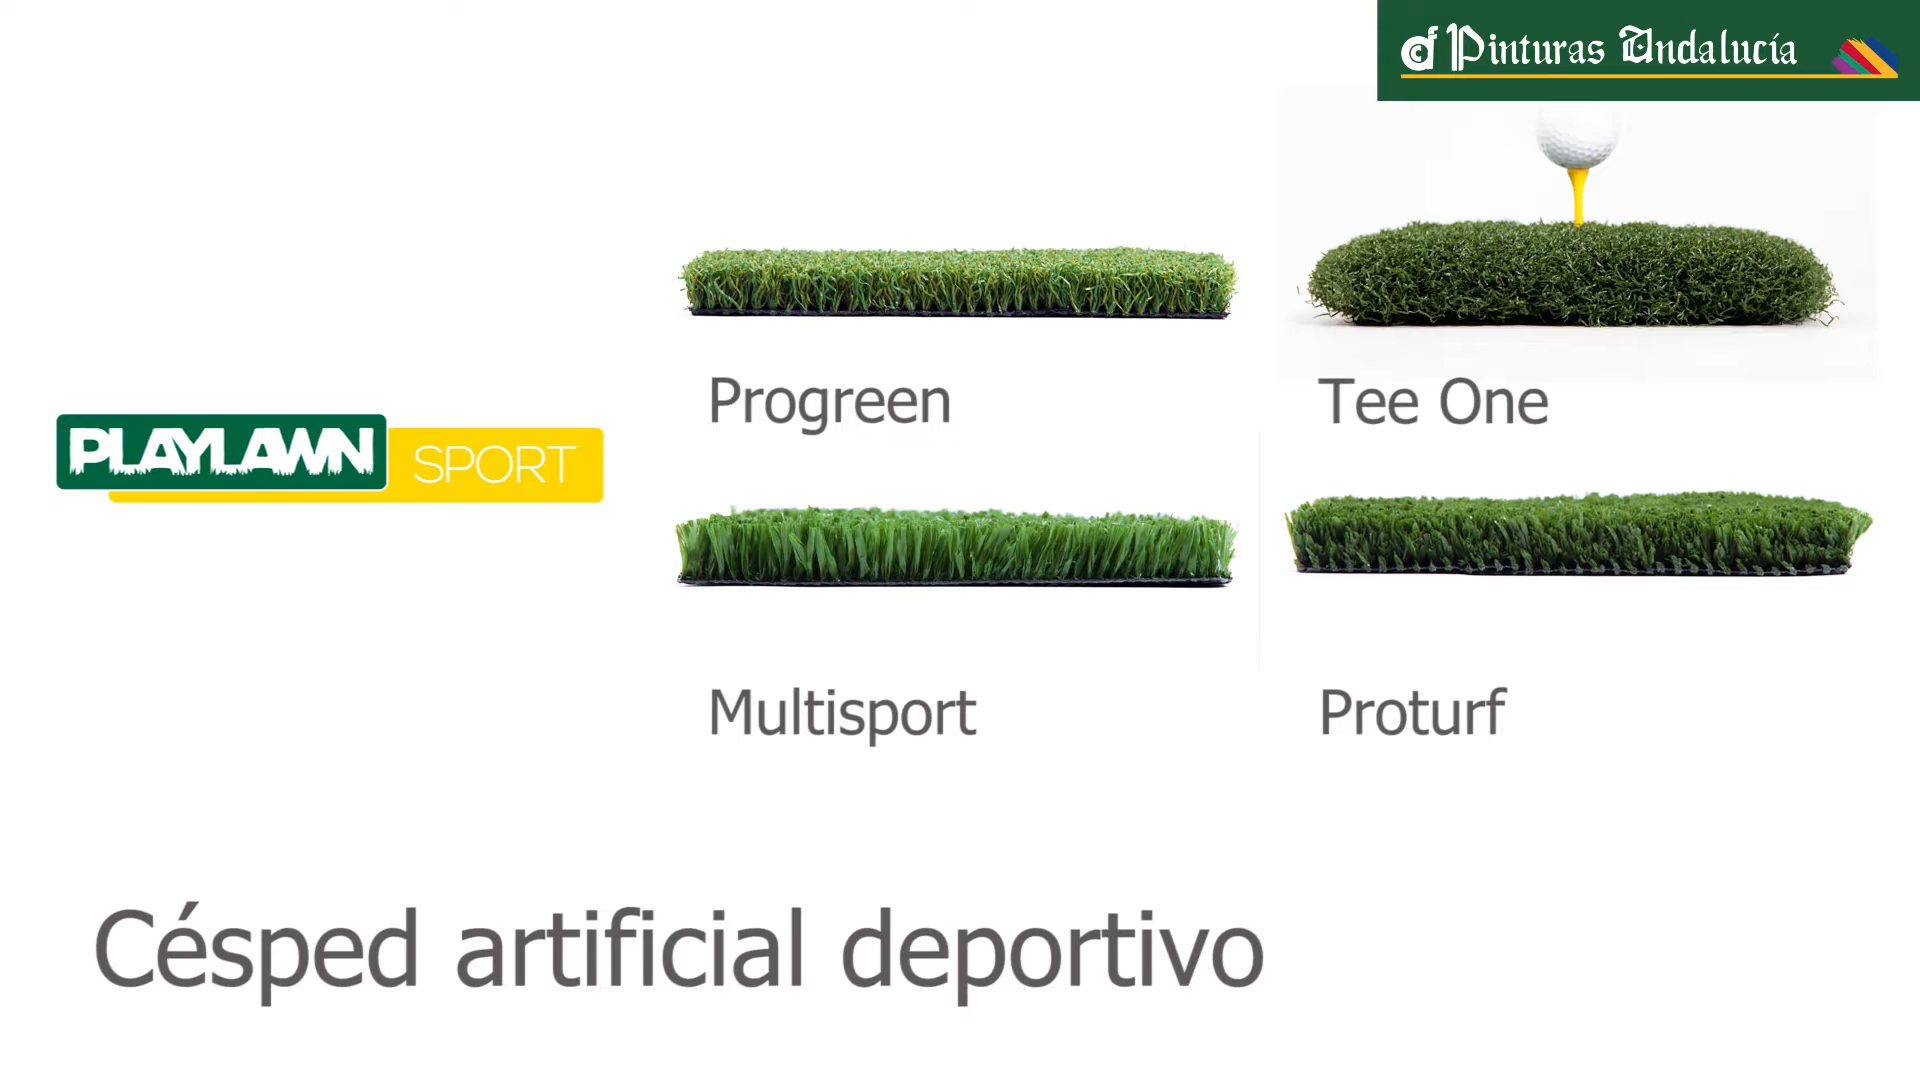 Pinturas Andalucía
Progreen
Tee One
PLAYLAWN SPORT
Multisport
Proturf
Césped artificial deportivo